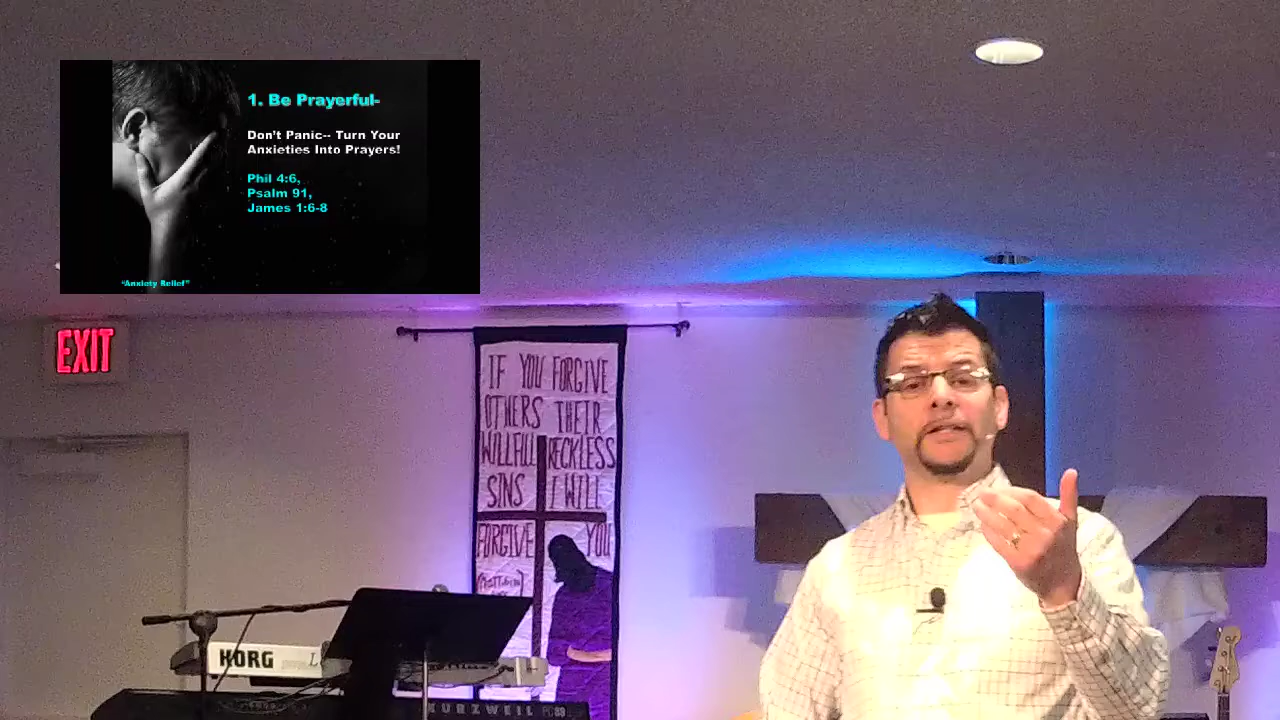 1. Be Prayerful-
Don't Panic-- Turn Your
Anxieties Into Prayers!
Phil 4:6,
Psalm 91,
James 1:6-8
"Anxiety Relief"
EXIT
IF YOU FORGIVE
OTHERS THEIR
WILLFUL RECKLESS
SINS I WILL
FORGIVE YOU
KORG
KURZWEIL PC88